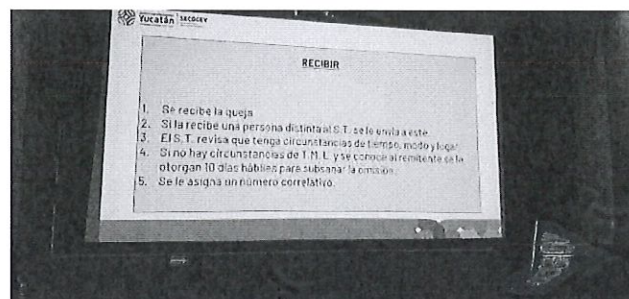 Yucatán SECOGEY
RECIBIR
1. Se recibe la queja
2. Si la recibe una persona distinta al S.T. se le envía a este
3. El S.T. revisa que tenga circunstancias de tiempo, modo y lugar
4. Si no hay circunstancias de T.M.L. y se conoce al remitente se le
otorgan 10 días hábiles para subsanar la omisión.
5. Se le asigna un número correlativo.